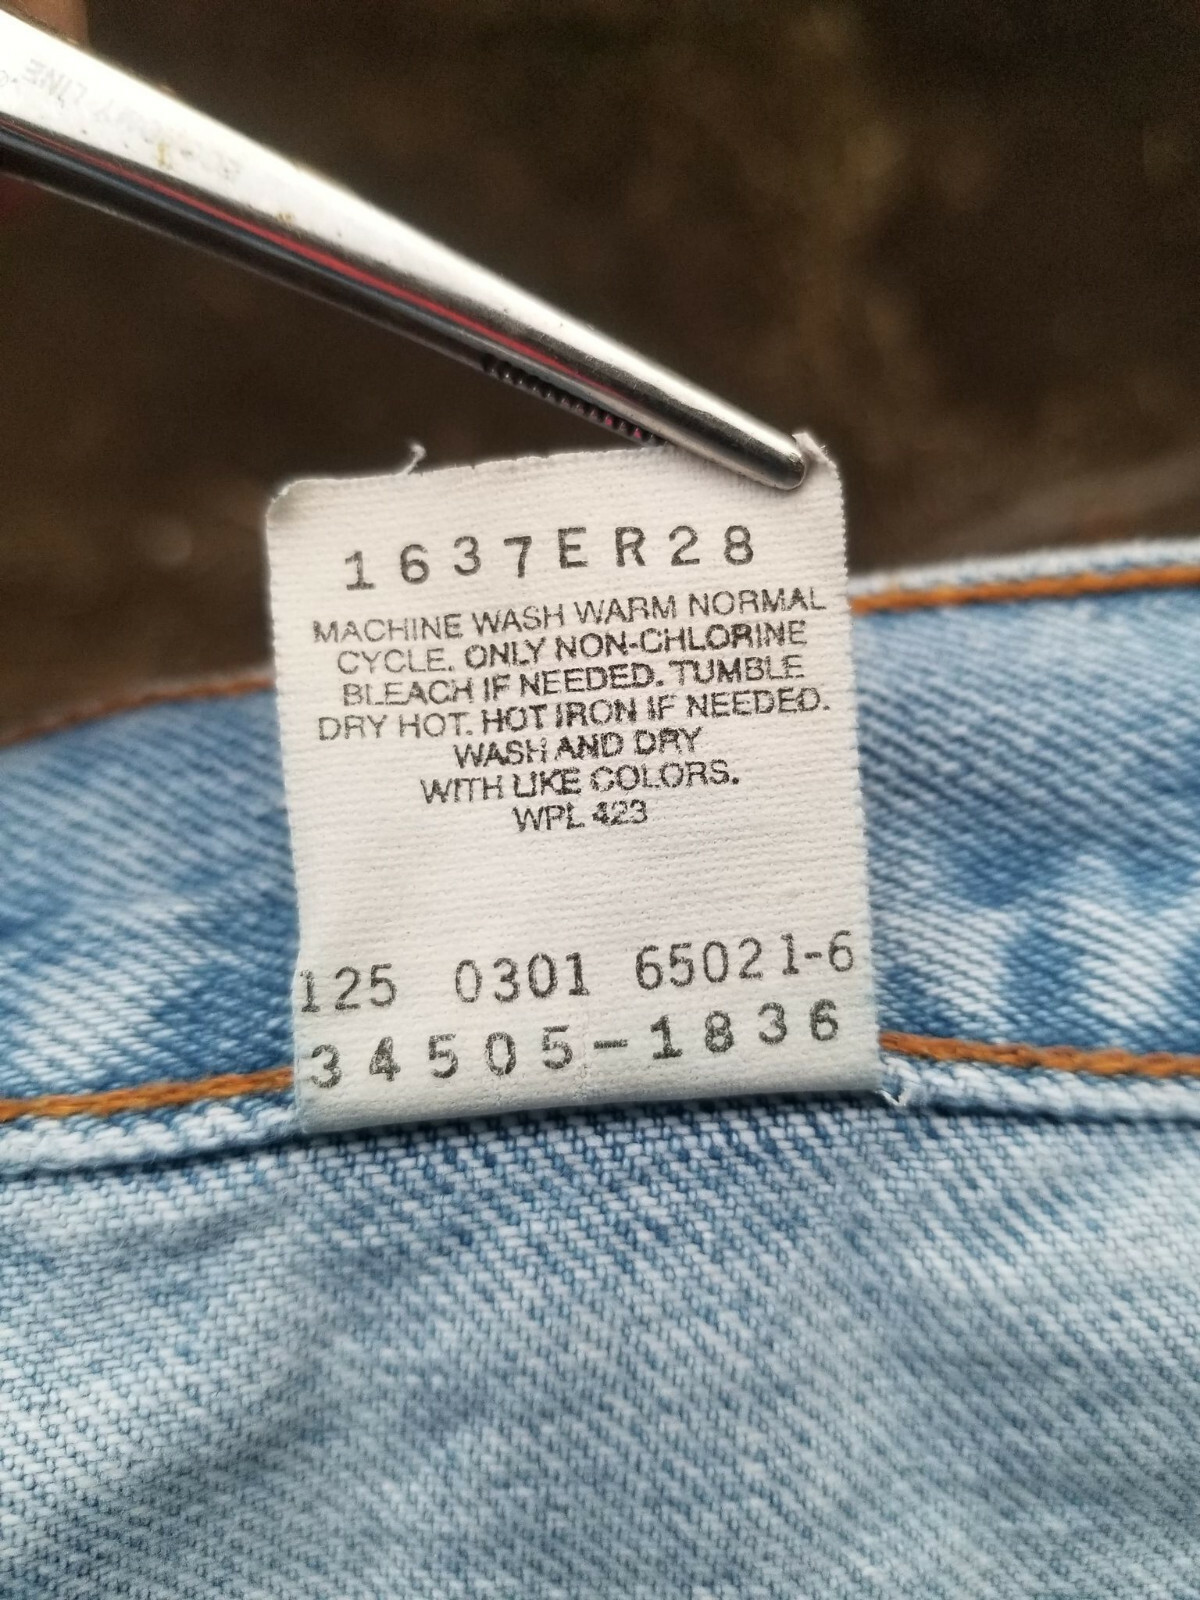 1637ER28
MACHINE WASH WARM NORMAL
CYCLE. ONLY NON-CHLORINE
BLEACH IF NEEDED. TUMBLE
DRY HOT. HOT IRON IF NEEDED.
WASH AND DRY
WITH LIKE COLORS.
WPL 423
125 0301 65021-6
34505-1836